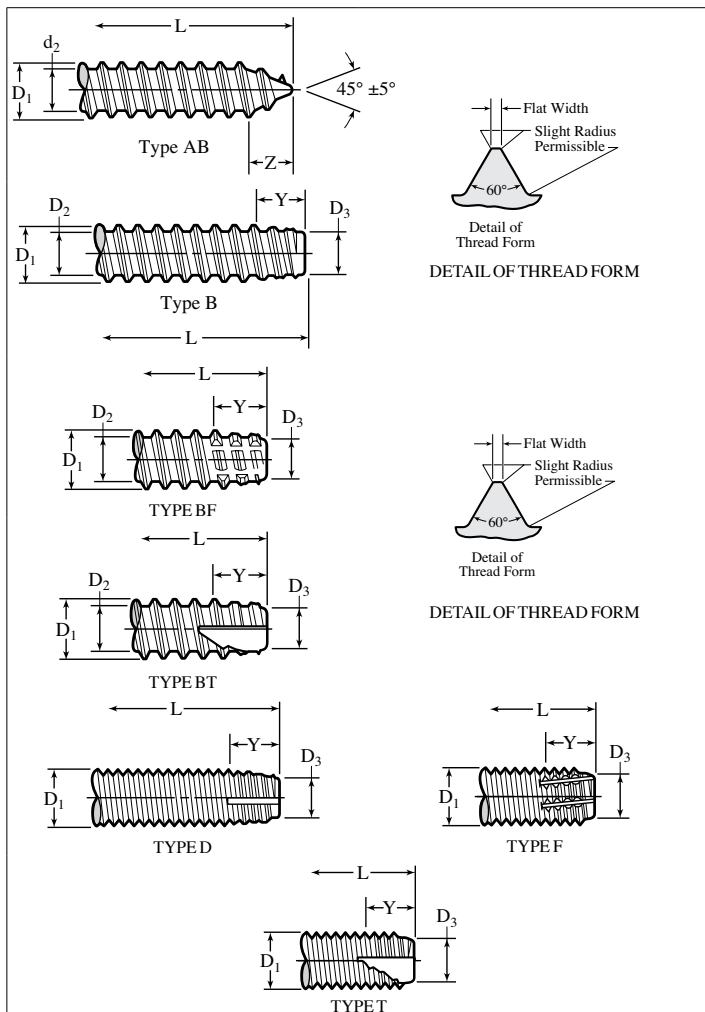 L
d2
D1
45° ±5°
Type AB
Z
Flat Width
Slight Radius
Permissible
60°
Detail of
Thread Form
DETAIL OF THREAD FORM
Y
D2
D3
D1
Type B
L
L
Y
D2
D3
D1
TYPE BF
Flat Width
Slight Radius
Permissible
60°
Detail of
Thread Form
DETAIL OF THREAD FORM
L
Y
D2
D3
D1
TYPE BT
L
Y
D3
D1
TYPE D
L
Y
D3
D1
TYPE F
L
Y
D3
D1
TYPE T